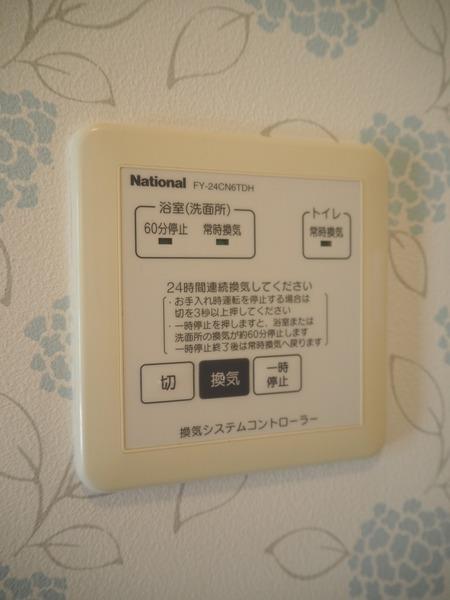 National FY-24CN6TDH
浴室(洗面所)
トイレ
60分停止 常時換気
常時換気
24時間連続換気してください
・お手入れ時運転を停止する場合は
切を3秒以上押してください
・一時停止を押しますと、浴室または
洗面所の換気が約60分停止します
一時停止終了後は常時換気へ戻ります
切
換気
一時
停止
換気システムコントローラー